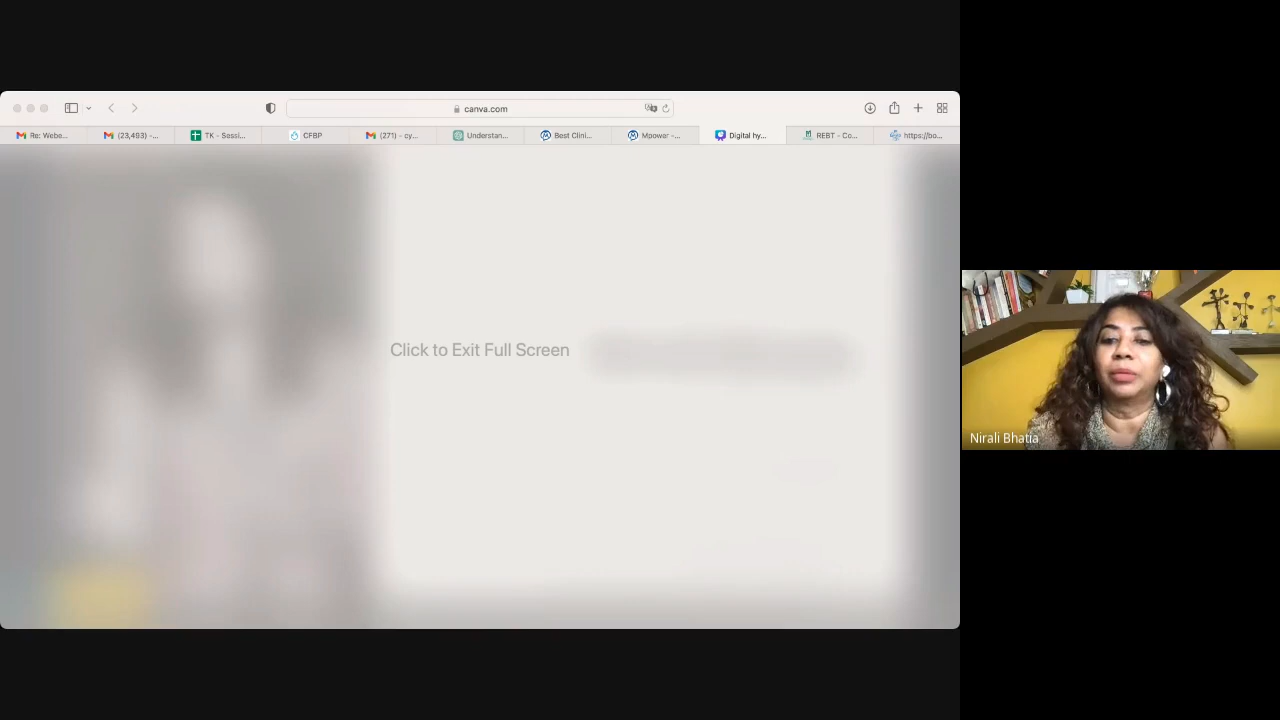 canva.com
Re: Webe...
(23,493) -...
TK - Sessi...
CFBP
(271) - cy...
Understan...
Best Clini...
Mpower -...
Digital hy...
REBT - Co...
https://bo...
Click to Exit Full Screen
Nirali Bhatia